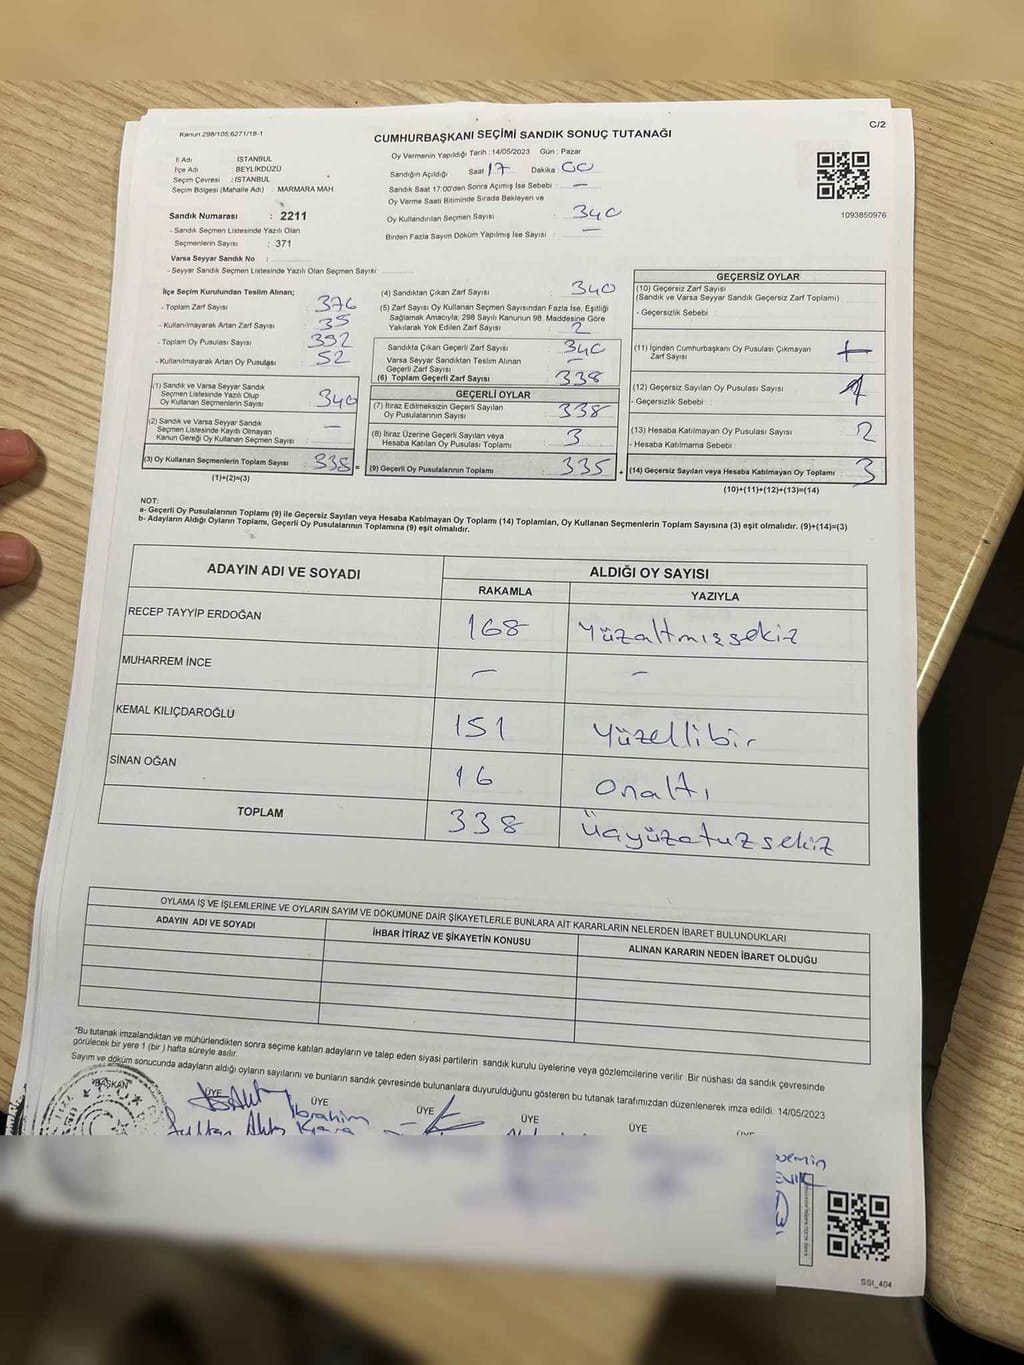 Kanun.298/105,6271/18-1
C/2
CUMHURBAŞKANI SEÇİMİ SANDIK SONUÇ TUTANAĞI
İl Adı : İSTANBUL
İlçe Adı : BEYLİKDÜZÜ
Seçim Çevresi : İSTANBUL
Seçim Bölgesi (Mahalle Adı) : MARMARA MAH.
Sandık Numarası : 2211
- Sandık Seçmen Listesinde Yazılı Olan
Seçmenlerin Sayısı : 371
Varsa Seyyar Sandık No :
- Seyyar Sandık Seçmen Listesinde Yazılı Olan Seçmen Sayısı
Oy Vermenin Yapıldığı Tarih : 14/05/2023 Gün : Pazar
Sandığın Açıldığı Saat 17 Dakika : 00
Sandık Saat 17:00'den Sonra Açımış İse Sebebi : -
Oy Verme Saati Bitiminde Sırada Bekleyen ve
Oy Kullandırılan Seçmen Sayısı : 340
Birden Fazla Sayım Döküm Yapılmış İse Sayısı : -
1093850976
İlçe Seçim Kurulundan Teslim Alınan;
- Toplam Zarf Sayısı : 376
- Kullanılmayarak Artan Zarf Sayısı : 35
- Toplam Oy Pusulası Sayısı : 392
- Kullanılmayarak Artan Oy Pusulası : 52
(1) Sandık ve Varsa Seyyar Sandık
Seçmen Listesinde Yazılı Olup
Oy Kullanan Seçmenlerin Sayısı : 340
(2) Sandık ve Varsa Seyyar Sandık
Seçmen Listesinde Kayıtlı Olmayan
Kanun Gereği Oy Kullanan Seçmen Sayısı : -
(3) Oy Kullanan Seçmenlerin Toplam Sayısı : 338 =
(1)+(2)=(3)
(4) Sandıktan Çıkan Zarf Sayısı : 340
(5) Zarf Sayısı Oy Kullanan Seçmen Sayısından Fazla İse, Eşitliği
Sağlamak Amacıyla; 298 Sayılı Kanunun 98. Maddesine Göre
Yakılarak Yok Edilen Zarf Sayısı : 2
Sandıkta Çıkan Geçerli Zarf Sayısı : 340
Varsa Seyyar Sandıktan Teslim Alınan
Geçerli Zarf Sayısı : -
(6) Toplam Geçerli Zarf Sayısı : 338
GEÇERLİ OYLAR
(7) İtiraz Edilmeksizin Geçerli Sayılan
Oy Pusulalarının Sayısı : 338
(8) İtiraz Üzerine Geçerli Sayılan veya
Hesaba Katılan Oy Pusulası Toplamı : 3
(9) Geçerli Oy Pusulalarının Toplamı : 335 +
GEÇERSİZ OYLAR
(10) Geçersiz Zarf Sayısı
(Sandık ve Varsa Seyyar Sandık Geçersiz Zarf Toplamı)
- Geçersizlik Sebebi :
(11) İçinden Cumhurbaşkanı Oy Pusulası Çıkmayan
Zarf Sayısı :
(12) Geçersiz Sayılan Oy Pusulası Sayısı :
- Geçersizlik Sebebi :
(13) Hesaba Katılmayan Oy Pusulası Sayısı : 2
- Hesaba Katılmama Sebebi :
(14) Geçersiz Sayılan veya Hesaba Katılmayan Oy Toplamı : 3
(10)+(11)+(12)+(13)=(14)
NOT:
a- Geçerli Oy Pusulalarının Toplamı (9) ile Geçersiz Sayılan veya Hesaba Katılmayan Oy Toplamı (14) Toplamları, Oy Kullanan Seçmenlerin Toplam Sayısına (3) eşit olmalıdır. (9)+(14)=(3)
b- Adayların Aldığı Oyların Toplamı, Geçerli Oy Pusulalarının Toplamına (9) eşit olmalıdır.
ADAYIN ADI VE SOYADI
ALDIĞI OY SAYISI
RAKAMLA YAZIYLA
RECEP TAYYİP ERDOĞAN 168 Yüzaltmışsekiz
MUHARREM İNCE - -
KEMAL KILIÇDAROĞLU 151 Yüzellibir
SİNAN OĞAN 16 Onaltı
TOPLAM 338 Üçyüzotuzsekiz
OYLAMA İŞ VE İŞLEMLERİNE VE OYLARIN SAYIM VE DÖKÜMÜNE DAİR ŞİKAYETLERLE BUNLARA AİT KARARLARIN NELERDEN İBARET BULUNDUKLARI
ADAYIN ADI VE SOYADI İHBAR İTİRAZ VE ŞİKAYETİN KONUSU ALINAN KARARIN NEDEN İBARET OLDUĞU
*Bu tutanak imzalandıktan ve mühürlendikten sonra seçime katılan adayların ve talep eden siyasi partilerin sandık kurulu üyelerine veya gözlemcilerine verilir. Bir nüshası da sandık çevresinde
görülecek bir yere 1 (bir) hafta süreyle asılır.
Sayım ve döküm sonucunda adayların aldığı oyların sayılarını ve bunların sandık çevresinde bulunanlara duyurulduğunu gösteren bu tutanak tarafımızdan düzenlenerek imza edildi. 14/05/2023
BAŞKAN ÜYE ÜYE ÜYE ÜYE ÜYE
İbrahim
SSI_404